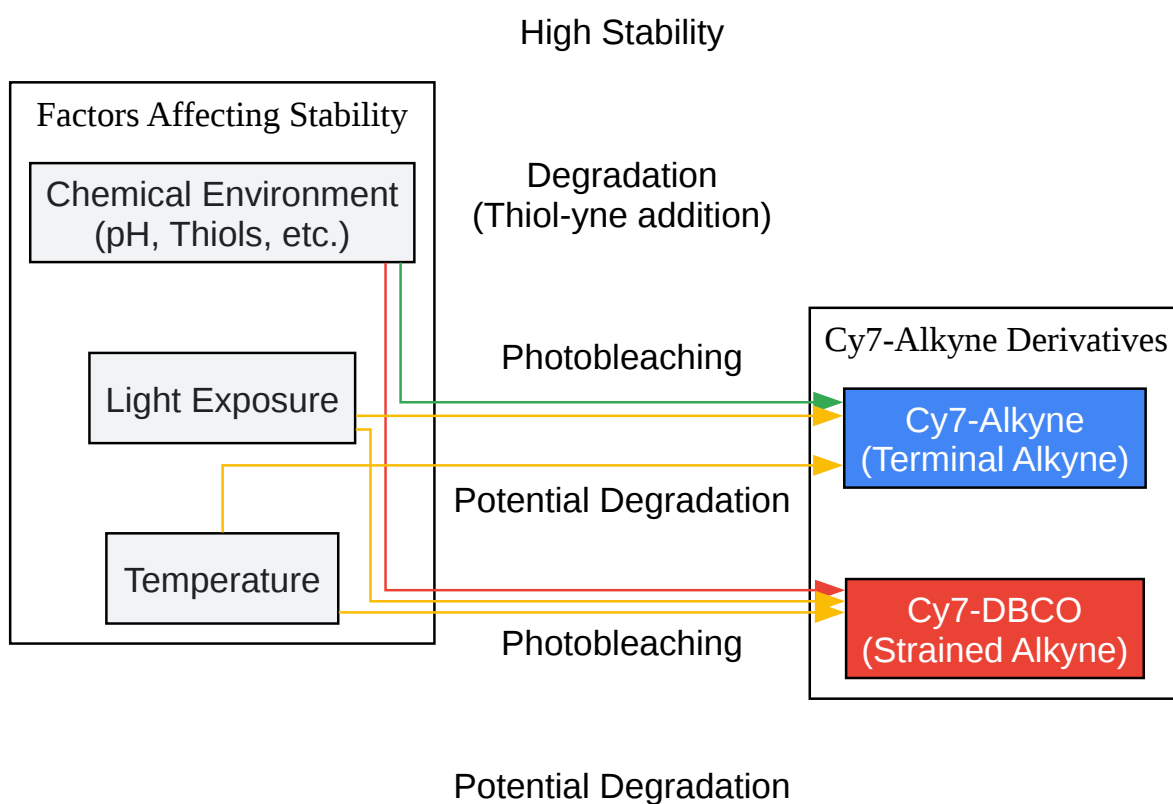 High Stability
Factors Affecting Stability
Chemical Environment
(pH, Thiols, etc.)
Degradation
(Thiol-yne addition)
Light Exposure
Photobleaching
Cy7-Alkyne Derivatives
Cy7-Alkyne
(Terminal Alkyne)
Potential Degradation
Temperature
Photobleaching
Cy7-DBCO
(Strained Alkyne)
Potential Degradation